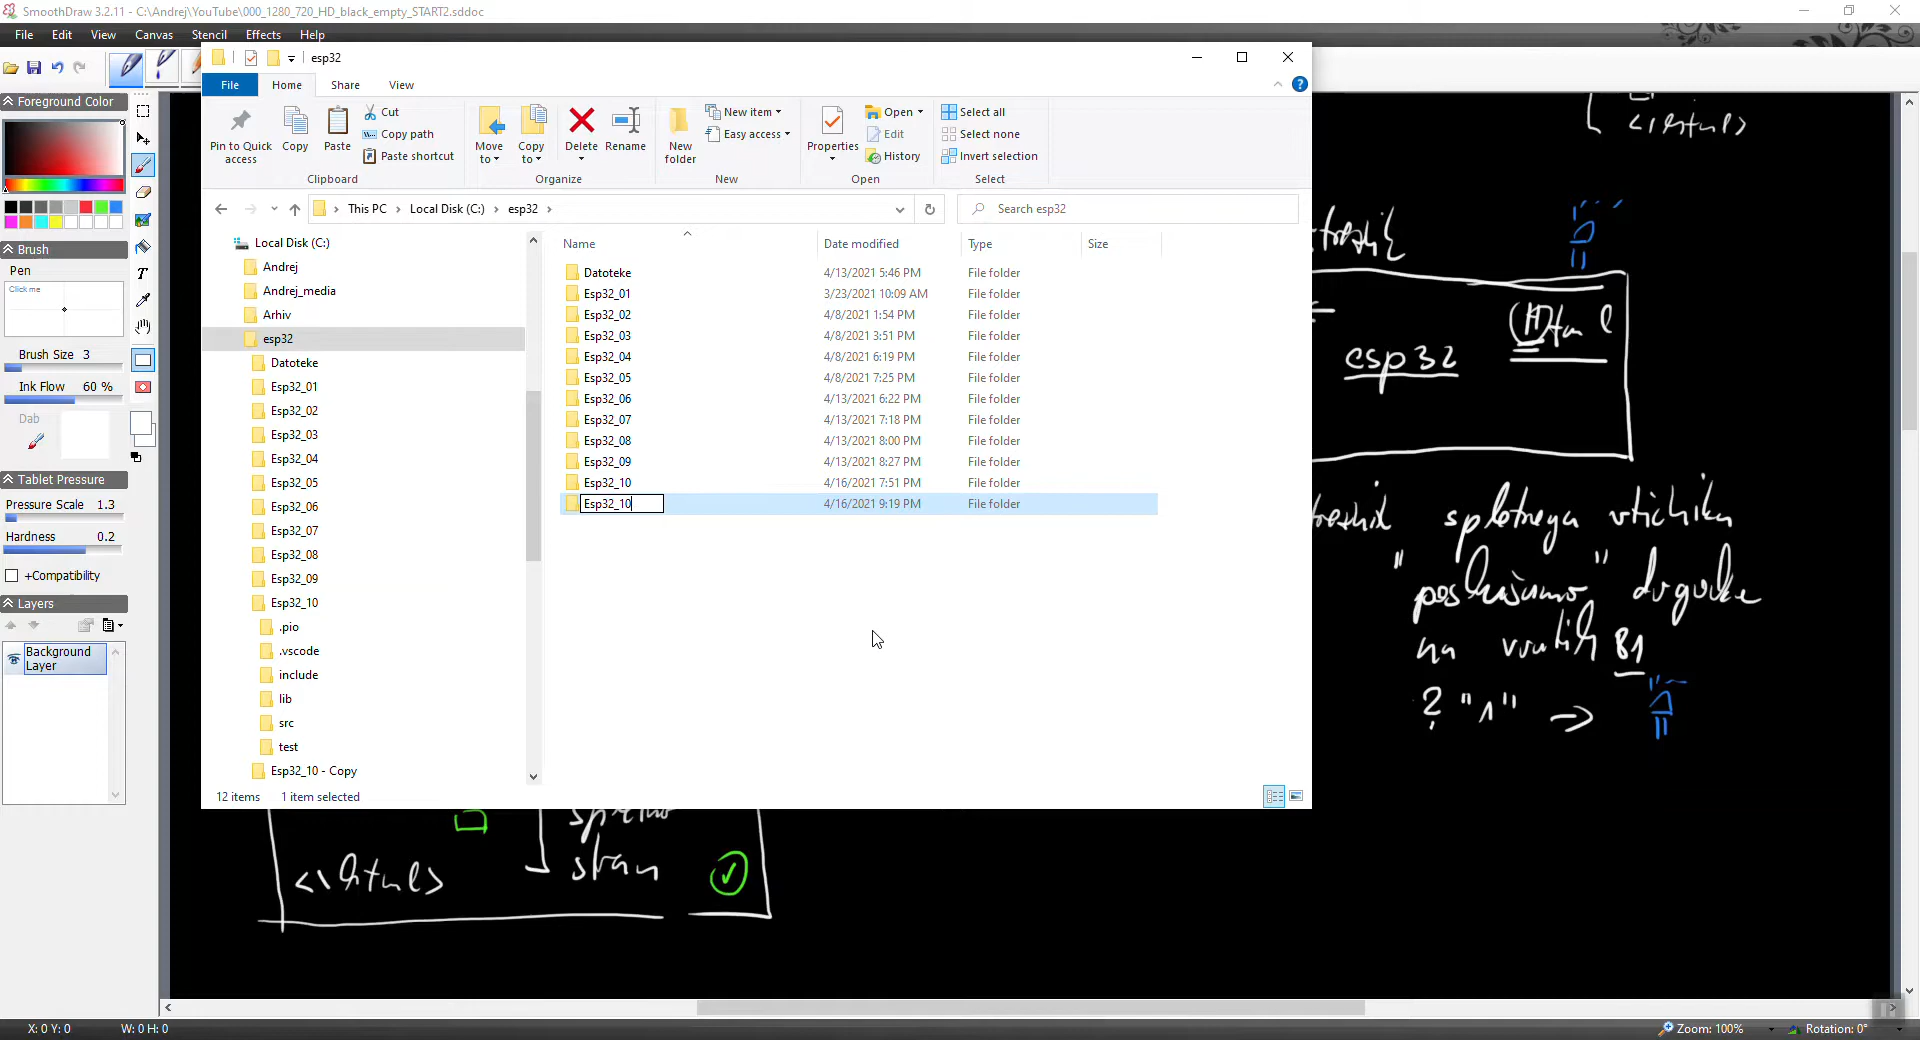 SmoothDraw 3.2.11 - C:\Andrej\YouTube\000_1280_720_HD_black_empty_START2.sddoc
File Edit View Canvas Stencil Effects Help
esp32
File Home Share View
Pin to Quick access
Copy
Paste
Cut
Copy path
Paste shortcut
Clipboard
Move to
Copy to
Delete
Rename
Organize
New folder
New item
Easy access
New
Properties
Open
Edit
History
Open
Select all
Select none
Invert selection
Select
This PC > Local Disk (C:) > esp32 >
Search esp32
Local Disk (C:)
Andrej
Andrej_media
Arhiv
esp32
Datoteke
Esp32_01
Esp32_02
Esp32_03
Esp32_04
Esp32_05
Esp32_06
Esp32_07
Esp32_08
Esp32_09
Esp32_10
.pio
.vscode
include
lib
src
test
Esp32_10 - Copy
Name Date modified Type Size
Datoteke 4/13/2021 5:46 PM File folder
Esp32_01 3/23/2021 10:09 AM File folder
Esp32_02 4/8/2021 1:54 PM File folder
Esp32_03 4/8/2021 3:51 PM File folder
Esp32_04 4/8/2021 6:19 PM File folder
Esp32_05 4/8/2021 7:25 PM File folder
Esp32_06 4/13/2021 6:22 PM File folder
Esp32_07 4/13/2021 7:18 PM File folder
Esp32_08 4/13/2021 8:00 PM File folder
Esp32_09 4/13/2021 8:27 PM File folder
Esp32_10 4/16/2021 7:51 PM File folder
Esp32_10 4/16/2021 9:19 PM File folder
12 items 1 item selected
Foreground Color
Brush
Pen
Click me
Brush Size 3
Ink Flow 60 %
Dab
Tablet Pressure
Pressure Scale 1.3
Hardness 0.2
+Compatibility
Layers
Background Layer
esp32
spletnega vtičnika
"
"
na vratih 81
? "1" →
stran
X: 0 Y: 0 W: 0 H: 0
Zoom: 100% Rotation: 0°